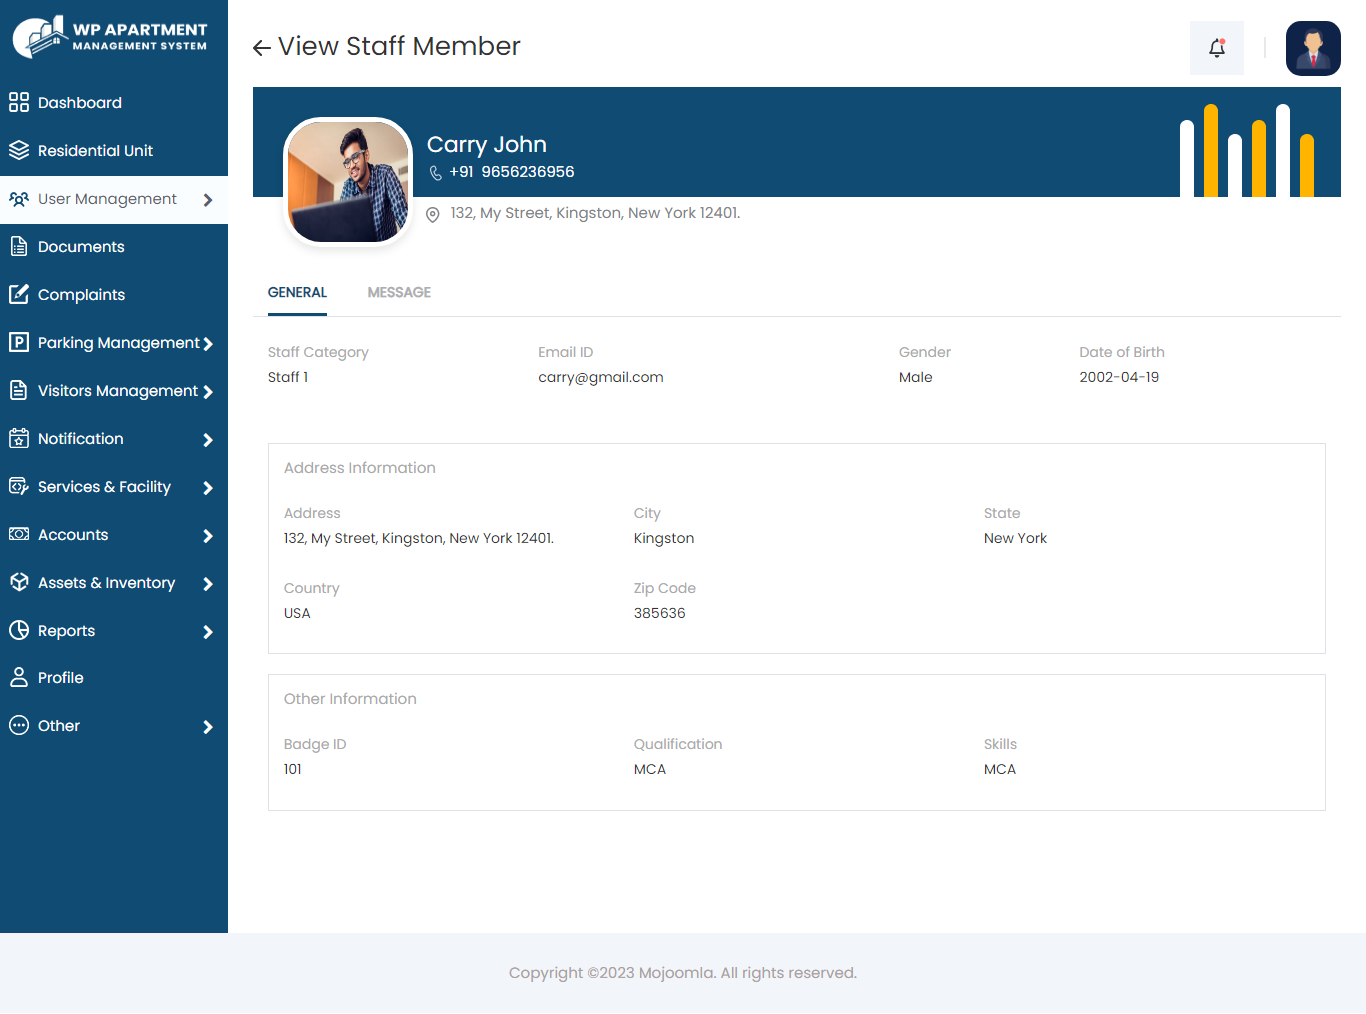 WP APARTMENT
MANAGEMENT SYSTEM
Dashboard
Residential Unit
User Management
Documents
Complaints
Parking Management
Visitors Management
Notification
Services & Facility
Accounts
Assets & Inventory
Reports
Profile
Other
View Staff Member
Carry John
+91 9656236956
132, My Street, Kingston, New York 12401.
GENERAL MESSAGE
Staff Category Email ID Gender Date of Birth
Staff 1 carry@gmail.com Male 2002-04-19
Address Information
Address City State
132, My Street, Kingston, New York 12401. Kingston New York
Country Zip Code
USA 385636
Other Information
Badge ID Qualification Skills
101 MCA MCA
Copyright ©2023 Mojoomla. All rights reserved.